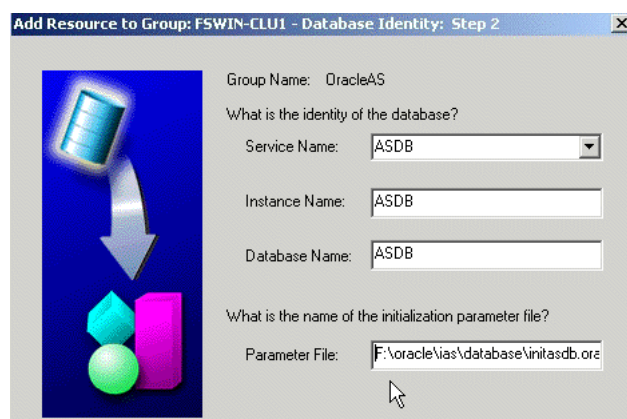 Add Resource to Group: FSWIN-CLU1 - Database Identity: Step 2
Group Name: OracleAS
What is the identity of the database?
Service Name: ASDB
Instance Name: ASDB
Database Name: ASDB
What is the name of the initialization parameter file?
Parameter File: F:\oracle\ias\database\initasdb.ora